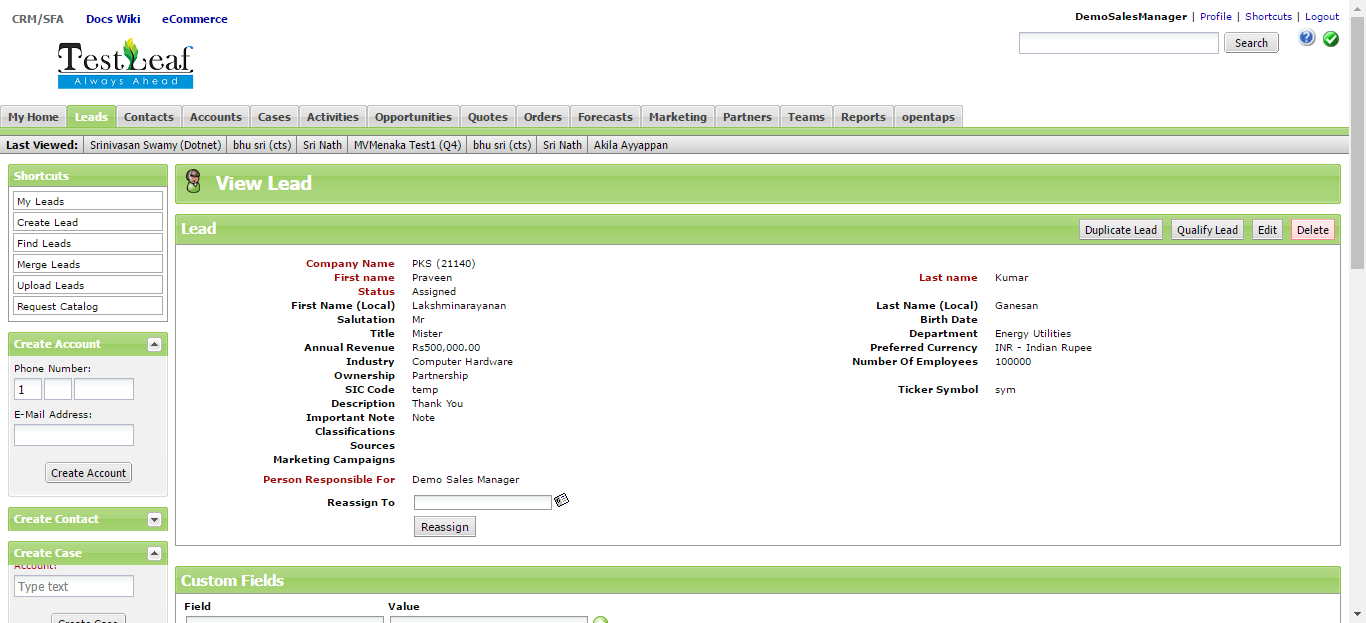 CRM/SFA Docs Wiki eCommerce
DemoSalesManager | Profile | Shortcuts | Logout
TestLeaf
Always Ahead
Search
My Home Leads Contacts Accounts Cases Activities Opportunities Quotes Orders Forecasts Marketing Partners Teams Reports opentaps
Last Viewed: Srinivasan Swamy (Dotnet) bhu sri (cts) Sri Nath MVMenaka Test1 (Q4) bhu sri (cts) Sri Nath Akila Ayyappan
Shortcuts
My Leads
Create Lead
Find Leads
Merge Leads
Upload Leads
Request Catalog
Create Account
Phone Number:
1
E-Mail Address:
Create Account
Create Contact
Create Case
Account:
Type text
Create Case
View Lead
Lead Duplicate Lead Qualify Lead Edit Delete
Company Name PKS (21140)
First name Praveen Last name Kumar
Status Assigned
First Name (Local) Lakshminarayanan Last Name (Local) Ganesan
Salutation Mr Birth Date
Title Mister Department Energy Utilities
Annual Revenue Rs500,000.00 Preferred Currency INR - Indian Rupee
Industry Computer Hardware Number Of Employees 100000
Ownership Partnership
SIC Code temp Ticker Symbol sym
Description Thank You
Important Note Note
Classifications
Sources
Marketing Campaigns
Person Responsible For Demo Sales Manager
Reassign To
Reassign
Custom Fields
Field Value